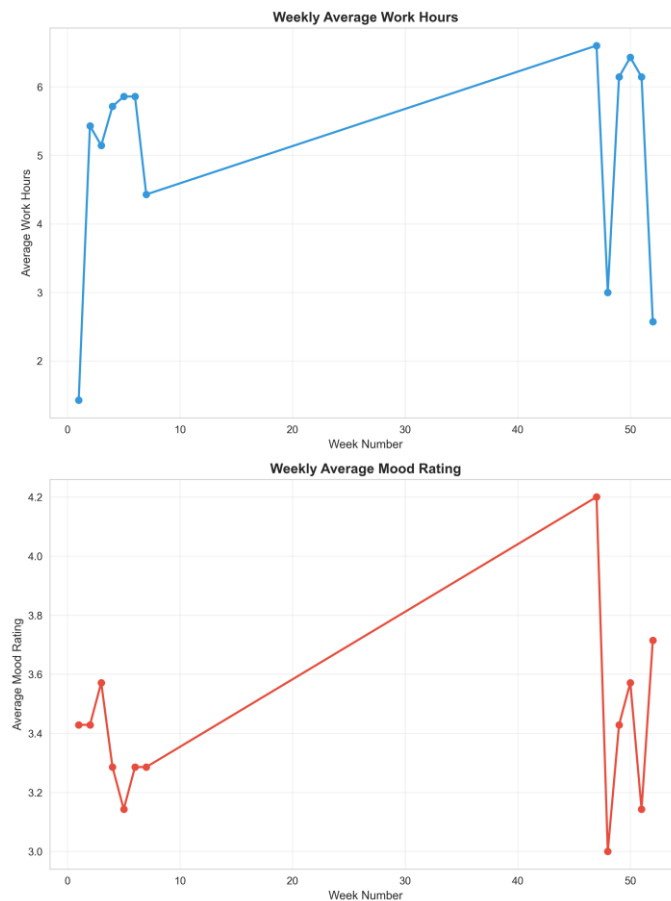 Weekly Average Work Hours
6
5
4
3
2
Average Work Hours
0 10 20 30 40 50
Week Number
Weekly Average Mood Rating
4.2
4.0
3.8
3.6
3.4
3.2
3.0
Average Mood Rating
0 10 20 30 40 50
Week Number